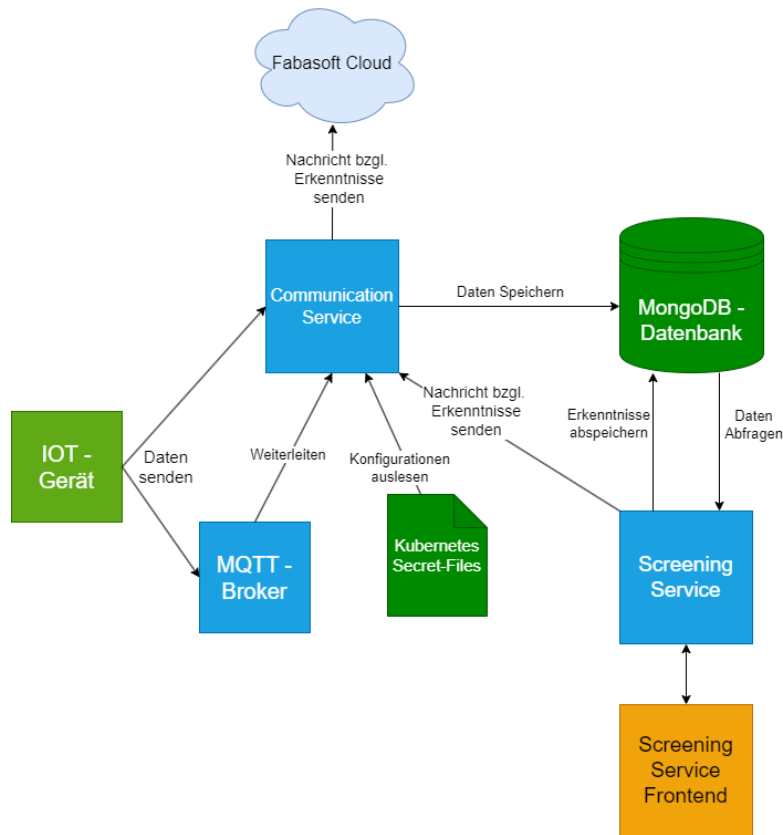 Fabasoft Cloud
Nachricht bzgl.
Erkenntnisse
senden
Communication
Service
Daten Speichern
MongoDB -
Datenbank
Nachricht bzgl.
Erkenntnisse
senden
Erkenntnisse
abspeichern
Daten
Abfragen
IOT -
Gerät
Daten
senden
Weiterleiten
Konfigurationen
auslesen
MQTT -
Broker
Kubernetes
Secret-Files
Screening
Service
Screening
Service
Frontend